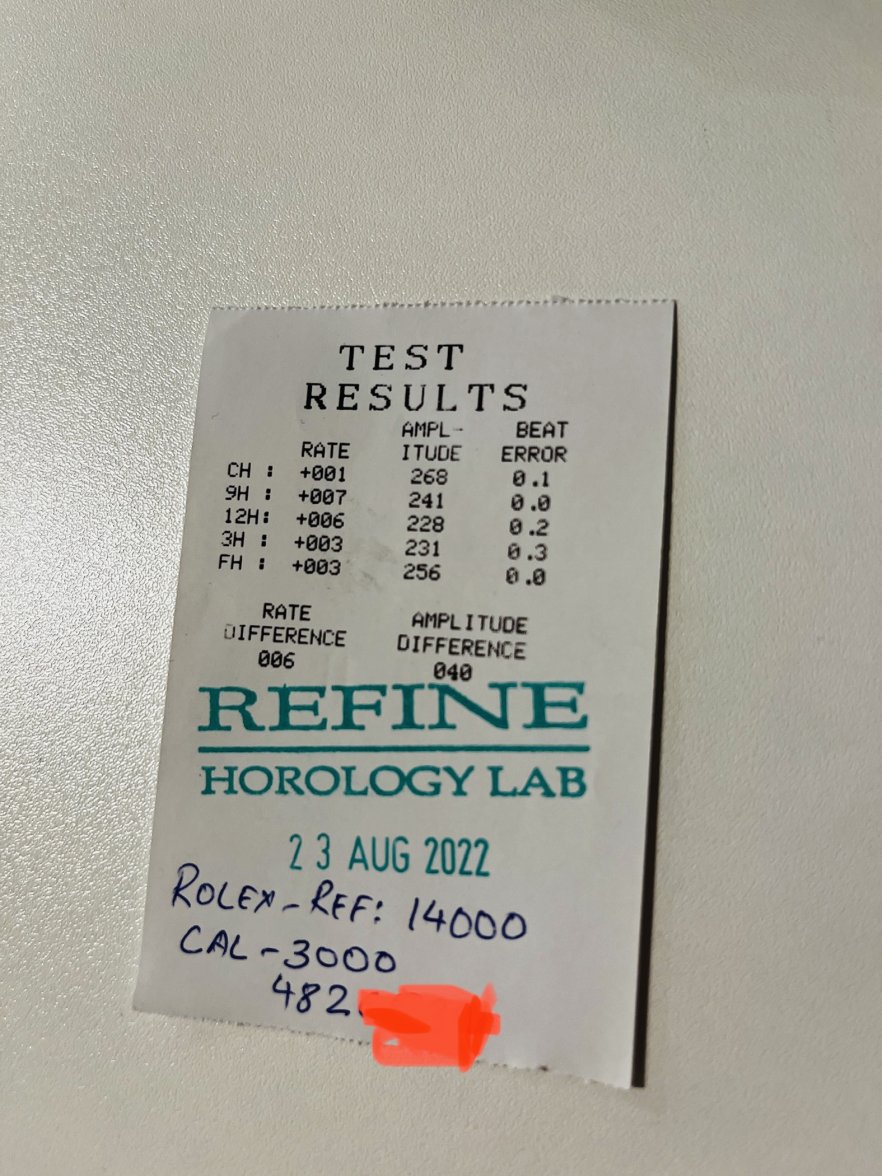 TEST
RESULTS
RATE AMPL-ITUDE BEAT ERROR
CH : +001 268 0.1
9H : +007 241 0.0
12H: +006 228 0.2
3H : +003 231 0.3
FH : +003 256 0.0
RATE DIFFERENCE AMPLITUDE DIFFERENCE
006 040
REFINE
HOROLOGY LAB
23 AUG 2022
ROLEX - REF: 14000
CAL - 3000
482